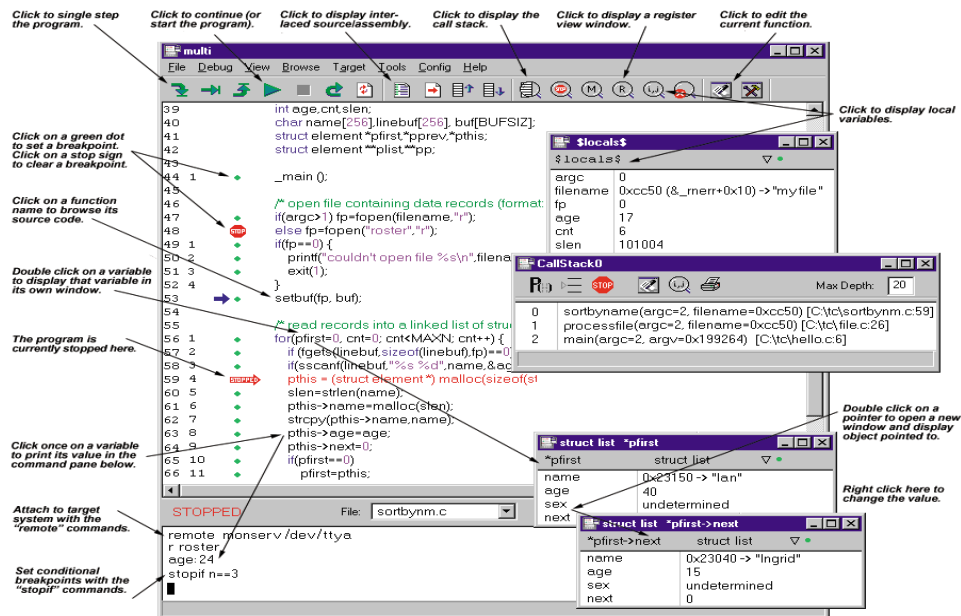 Click to single step
the program.
Click to continue (or
start the program).
Click to display inter-
laced source/assembly.
Click to display the
call stack.
Click to display a register
view window.
Click to edit the
current function.
multi
File Debug View Browse Target Tools Config Help
39 int age,cnt,slen;
40 char name[256],linebuf[256], buf[BUFSIZ];
41 struct element *pfirst,*pprev,*pthis;
42 struct element **plist,**pp;
43
44 1 _main ();
45
46 /* open file containing data records (format:
47 if(argc>1) fp=fopen(filename,"r");
48 STOP else fp=fopen("roster","r");
49 1 if(fp==0) {
50 2 printf("couldn't open file %s\n",filena
51 3 exit(1);
52 4 }
53 setbuf(fp, buf);
54
55 /* read records into a linked list of struc
56 1 for(pfirst=0, cnt=0; cnt<MAXN; cnt++) {
57 2 if (fgets(linebuf,sizeof(linebuf),fp)==0)
58 3 if(sscanf(linebuf,"%s %d",name,&ag
59 4 STOPPED pthis = (struct element *) malloc(sizeof(st
60 5 slen=strlen(name);
61 6 pthis->name=malloc(slen);
62 7 strcpy(pthis->name,name);
63 8 pthis->age=age;
64 9 pthis->next=0;
65 10 if(pfirst==0)
66 11 pfirst=pthis;
STOPPED File: sortbynm.c
remote monserv /dev/ttya
r roster
age: 24
stopif n==3
Click on a green dot
to set a breakpoint.
Click on a stop sign
to clear a breakpoint.
Click on a function
name to browse its
source code.
Double click on a variable
to display that variable in
its own window.
The program is
currently stopped here.
Click once on a variable
to print its value in the
command pane below.
Attach to target
system with the
"remote" commands.
Set conditional
breakpoints with the
"stopif" commands.
Click to display local
variables.
$locals$
$locals$
argc 0
filename 0xcc50 (&_rnerr+0x10) ->"myfile"
fp 0
age 17
cnt 6
slen 101004
CallStack0
STOP Max Depth: 20
0 sortbyname(argc=2, filename=0xcc50) [C:\tc\sortbynm.c:59]
1 processfile(argc=2, filename=0xcc50) [C:\tc\file.c:26]
2 main(argc=2, argv=0x199264) [C:\tc\hello.c:6]
Double click on a
pointer to open a new
window and display
object pointed to.
struct list *pfirst
*pfirst struct list
name 0x23150 -> "Ian"
age 40
sex undetermined
next
Right click here to
change the value.
struct list *pfirst->next
*pfirst->next struct list
name 0x23040 -> "Ingrid"
age 15
sex undetermined
next 0